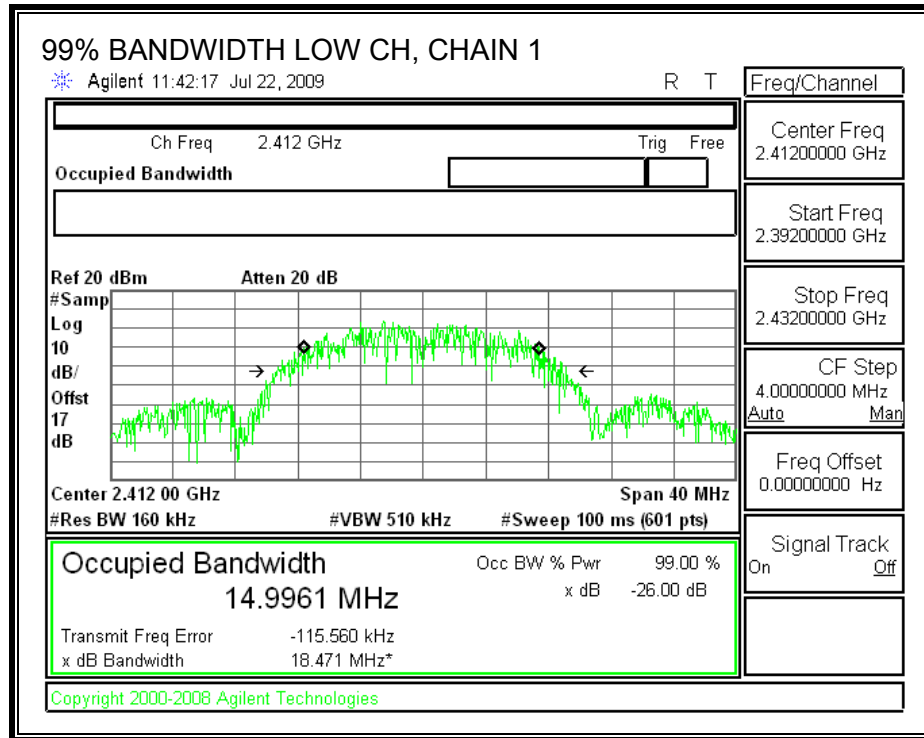 99% BANDWIDTH LOW CH, CHAIN 1
Agilent 11:42:17 Jul 22, 2009 R T
Ch Freq 2.412 GHz Trig Free
Occupied Bandwidth
Ref 20 dBm Atten 20 dB
#Samp
Log
10
dB/
Offst
17
dB
Center 2.412 00 GHz Span 40 MHz
#Res BW 160 kHz #VBW 510 kHz #Sweep 100 ms (601 pts)
Occupied Bandwidth Occ BW % Pwr 99.00 %
14.9961 MHz x dB -26.00 dB
Transmit Freq Error -115.560 kHz
x dB Bandwidth 18.471 MHz*
Copyright 2000-2008 Agilent Technologies
Freq/Channel
Center Freq
2.41200000 GHz
Start Freq
2.39200000 GHz
Stop Freq
2.43200000 GHz
CF Step
4.00000000 MHz
Auto Man
Freq Offset
0.00000000 Hz
Signal Track
On Off